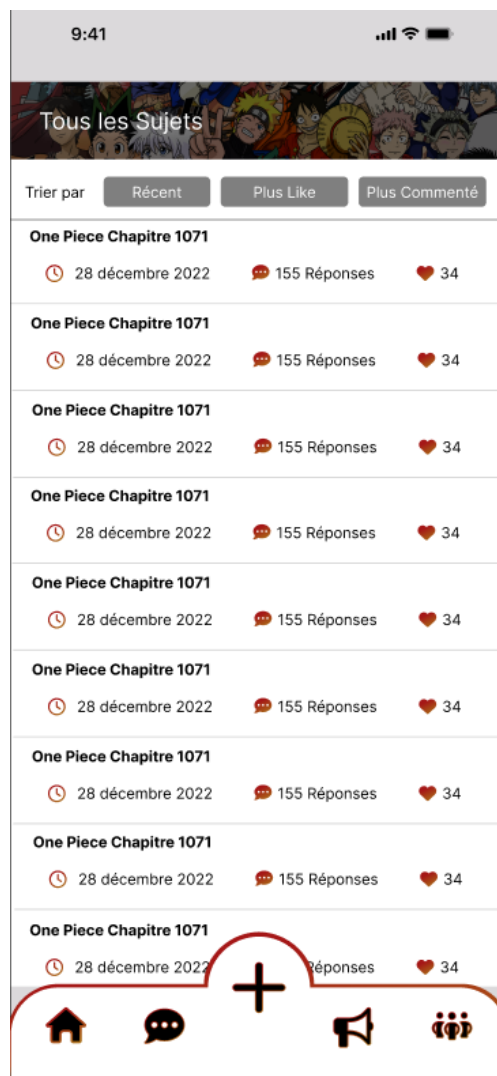 9:41
Tous les Sujets
Trier par Récent Plus Like Plus Commenté
One Piece Chapitre 1071
28 décembre 2022 155 Réponses 34
One Piece Chapitre 1071
28 décembre 2022 155 Réponses 34
One Piece Chapitre 1071
28 décembre 2022 155 Réponses 34
One Piece Chapitre 1071
28 décembre 2022 155 Réponses 34
One Piece Chapitre 1071
28 décembre 2022 155 Réponses 34
One Piece Chapitre 1071
28 décembre 2022 155 Réponses 34
One Piece Chapitre 1071
28 décembre 2022 155 Réponses 34
One Piece Chapitre 1071
28 décembre 2022 155 Réponses 34
One Piece Chapitre 1071
28 décembre 2022 Réponses 34